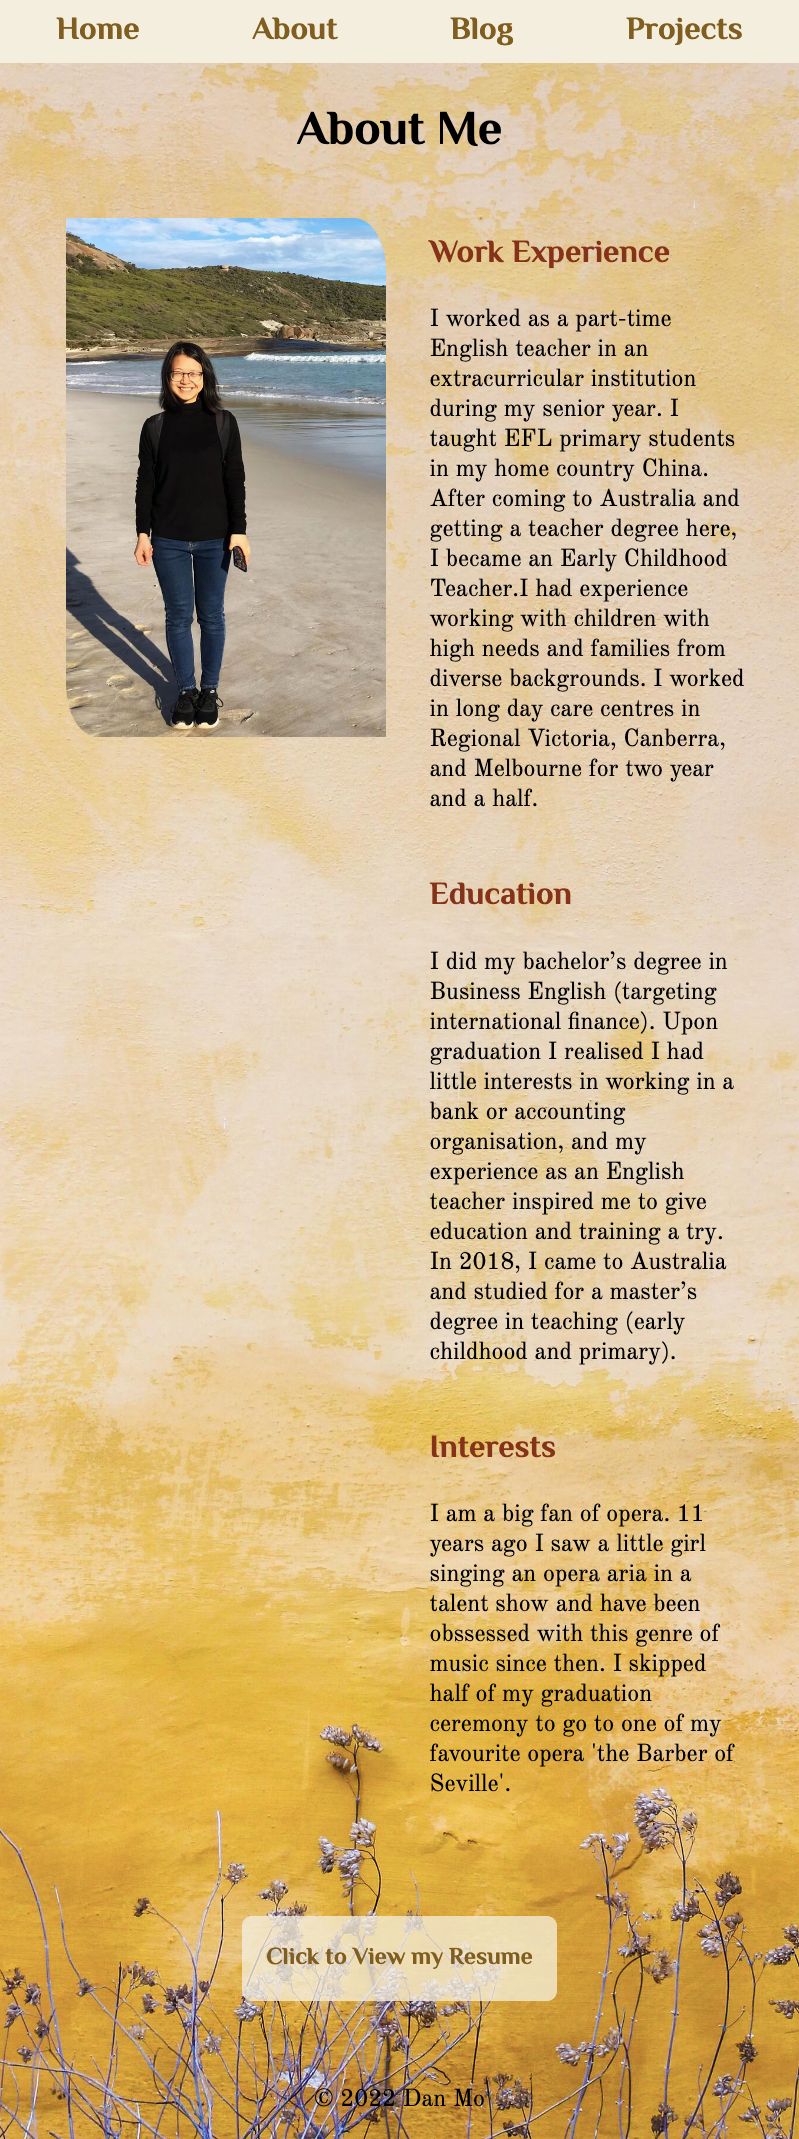 Home About Blog Projects
About Me
Work Experience
I worked as a part-time
English teacher in an
extracurricular institution
during my senior year. I
taught EFL primary students
in my home country China.
After coming to Australia and
getting a teacher degree here,
I became an Early Childhood
Teacher.I had experience
working with children with
high needs and families from
diverse backgrounds. I worked
in long day care centres in
Regional Victoria, Canberra,
and Melbourne for two year
and a half.
Education
I did my bachelor’s degree in
Business English (targeting
international finance). Upon
graduation I realised I had
little interests in working in a
bank or accounting
organisation, and my
experience as an English
teacher inspired me to give
education and training a try.
In 2018, I came to Australia
and studied for a master’s
degree in teaching (early
childhood and primary).
Interests
I am a big fan of opera. 11
years ago I saw a little girl
singing an opera aria in a
talent show and have been
obssessed with this genre of
music since then. I skipped
half of my graduation
ceremony to go to one of my
favourite opera 'the Barber of
Seville'.
Click to View my Resume
© 2022 Dan Mo